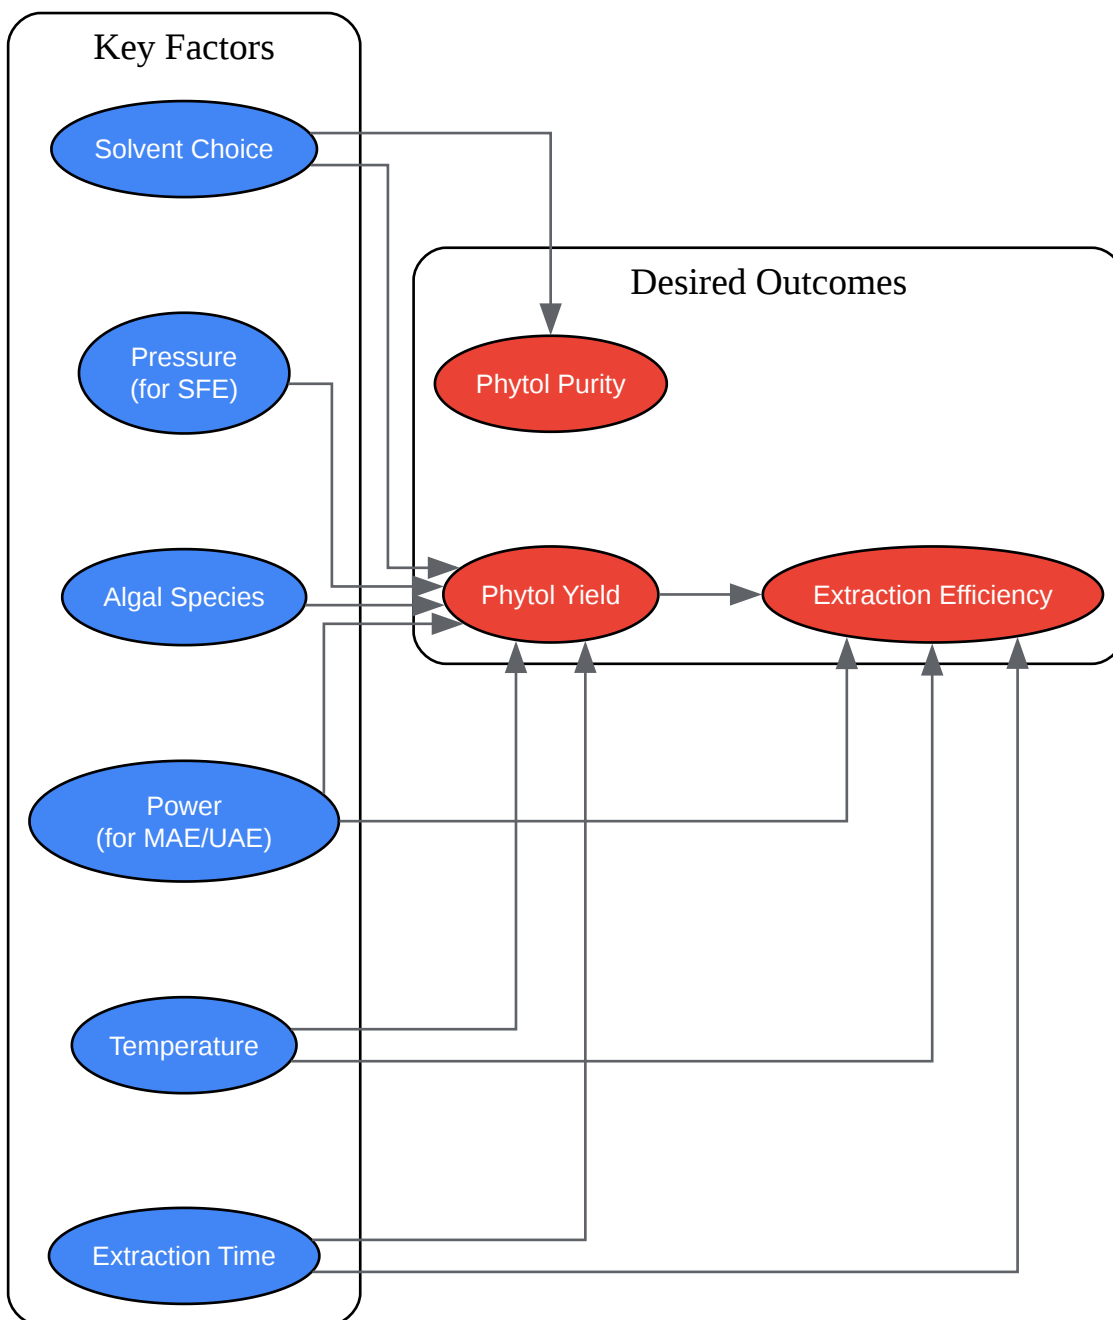 Key Factors
Solvent Choice
Pressure
(for SFE)
Algal Species
Power
(for MAE/UAE)
Temperature
Extraction Time
Desired Outcomes
Phytol Purity
Phytol Yield
Extraction Efficiency